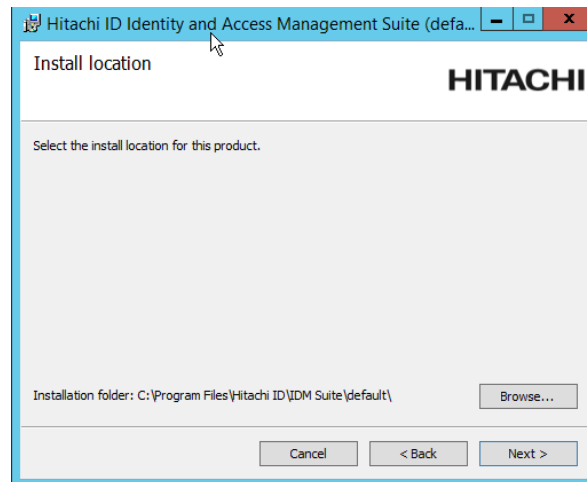 Hitachi ID Identity and Access Management Suite (defa...
Install location
HITACHI
Select the install location for this product.
Installation folder: C:\Program Files\Hitachi ID\IDM Suite\default\
Browse...
Cancel
< Back
Next >